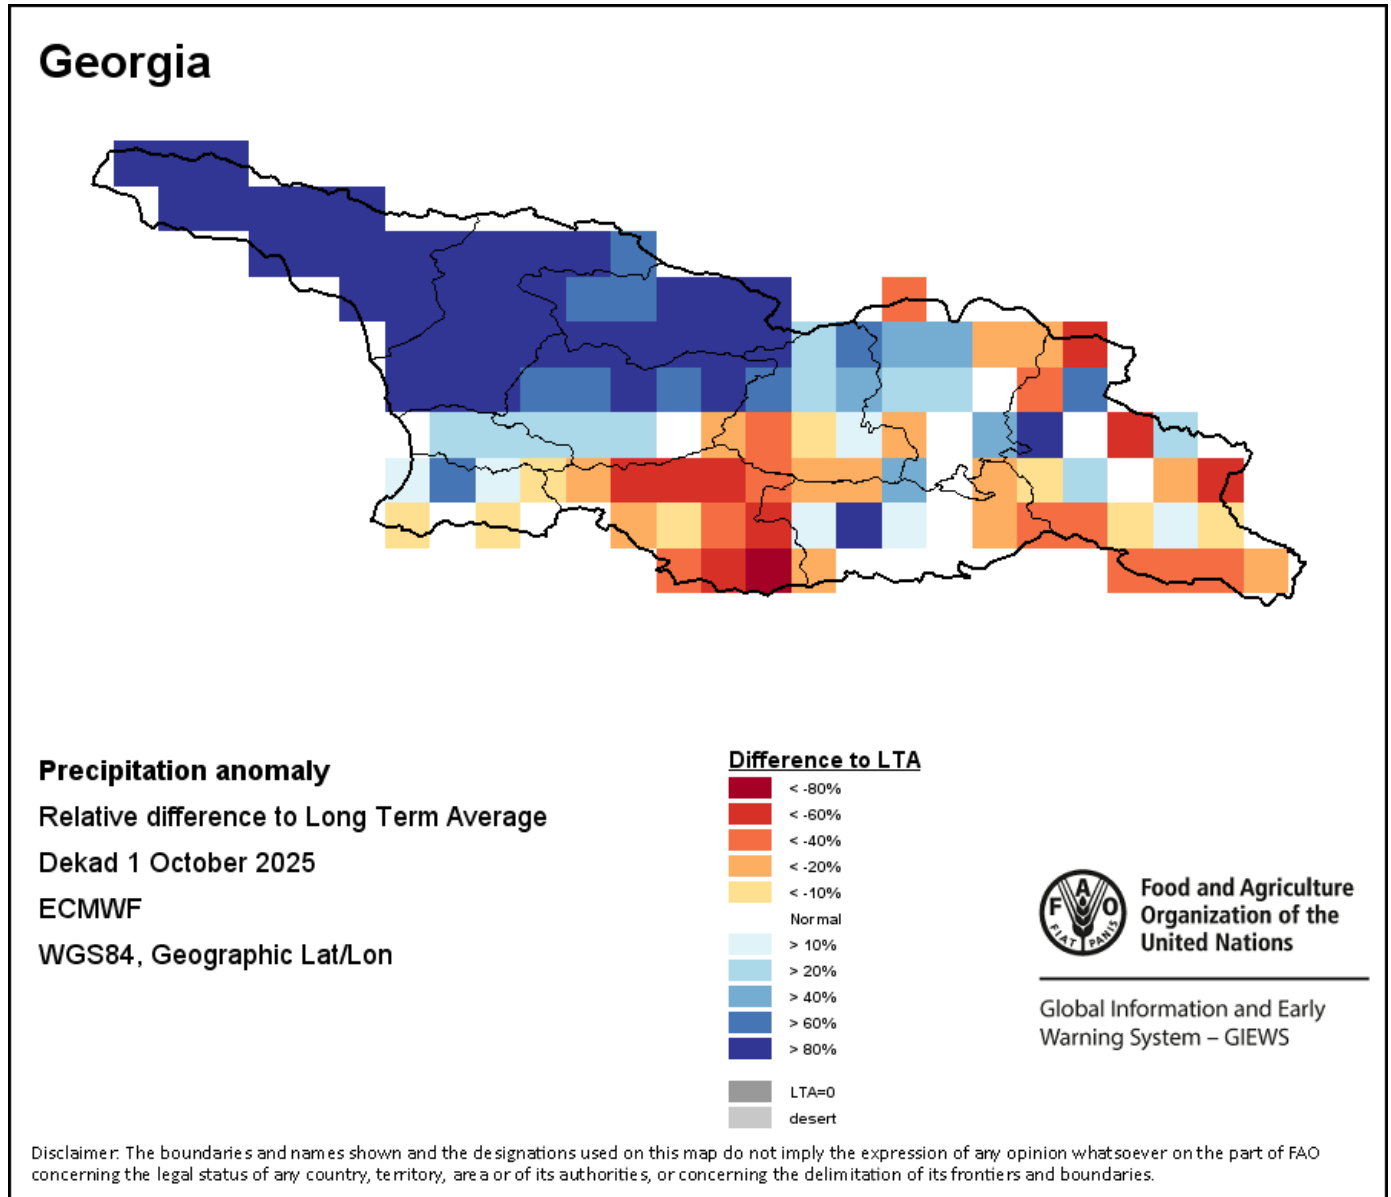 Georgia
Precipitation anomaly
Relative difference to Long Term Average
Dekad 1 October 2025
ECMWF
WGS84, Geographic Lat/Lon
Difference to LTA
< -80%
< -60%
< -40%
< -20%
< -10%
Normal
> 10%
> 20%
> 40%
> 60%
> 80%
LTA=0
desert
F A O
FIAT PANIS
Food and Agriculture
Organization of the
United Nations
Global Information and Early
Warning System – GIEWS
Disclaimer: The boundaries and names shown and the designations used on this map do not imply the expression of any opinion whatsoever on the part of FAO
concerning the legal status of any country, territory, area or of its authorities, or concerning the delimitation of its frontiers and boundaries.